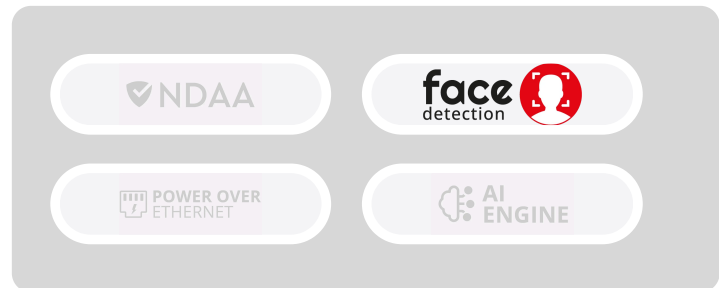 NDAA
face
detection
POWER OVER
ETHERNET
AI
ENGINE